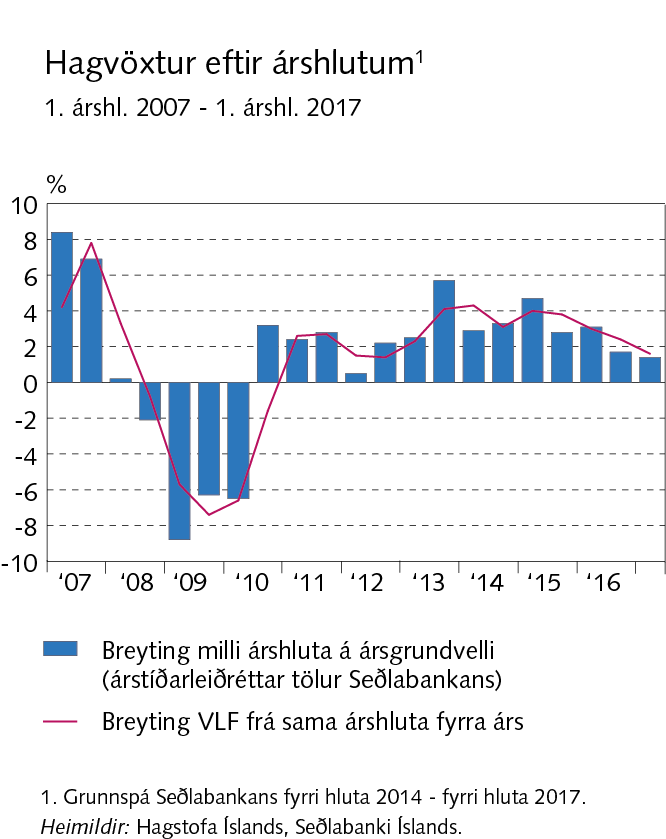 Hagvöxtur eftir árshlutum¹
1. árshl. 2007 - 1. árshl. 2017
%
10
8
6
4
2
0
-2
-4
-6
-8
-10
‘07 ‘08 ‘09 ‘10 ‘11 ‘12 ‘13 ‘14 ‘15 ‘16
Breyting milli árshluta á ársgrundvelli
(árstíðarleiðréttar tölur Seðlabankans)
Breyting VLF frá sama árshluta fyrra árs
1. Grunnspá Seðlabankans fyrri hluta 2014 - fyrri hluta 2017.
Heimildir: Hagstofa Íslands, Seðlabanki Íslands.